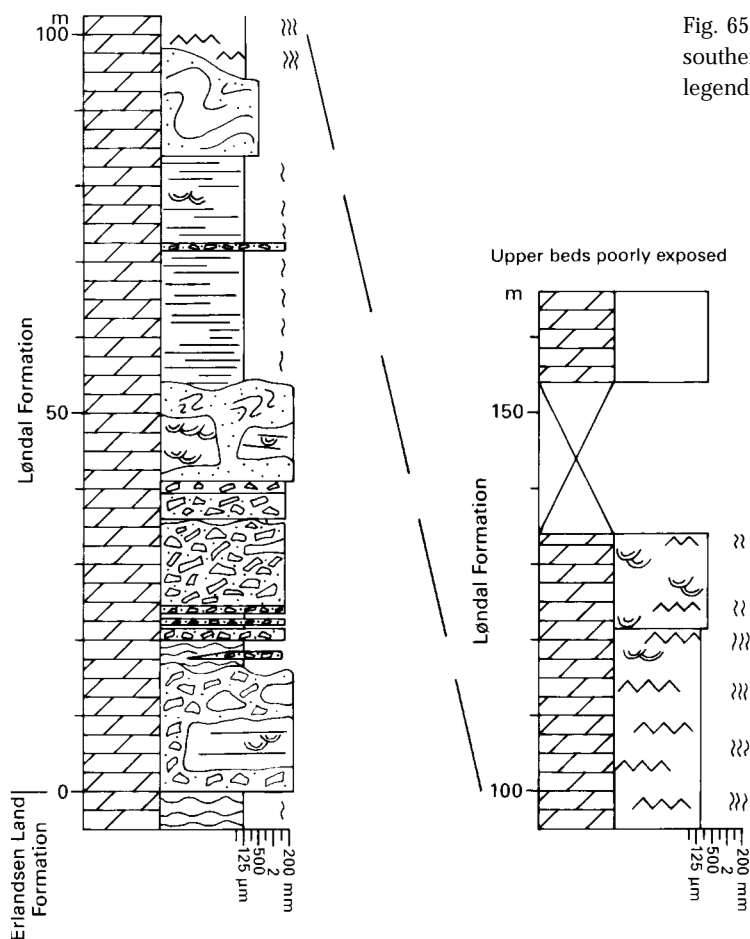 Fig. 65
souther
legend
m
100
50
0
Løndal Formation
Erlandsen Land
Formation
125 µm
500
2
200 mm
Upper beds poorly exposed
m
150
100
Løndal Formation
125 µm
500
2
200 mm